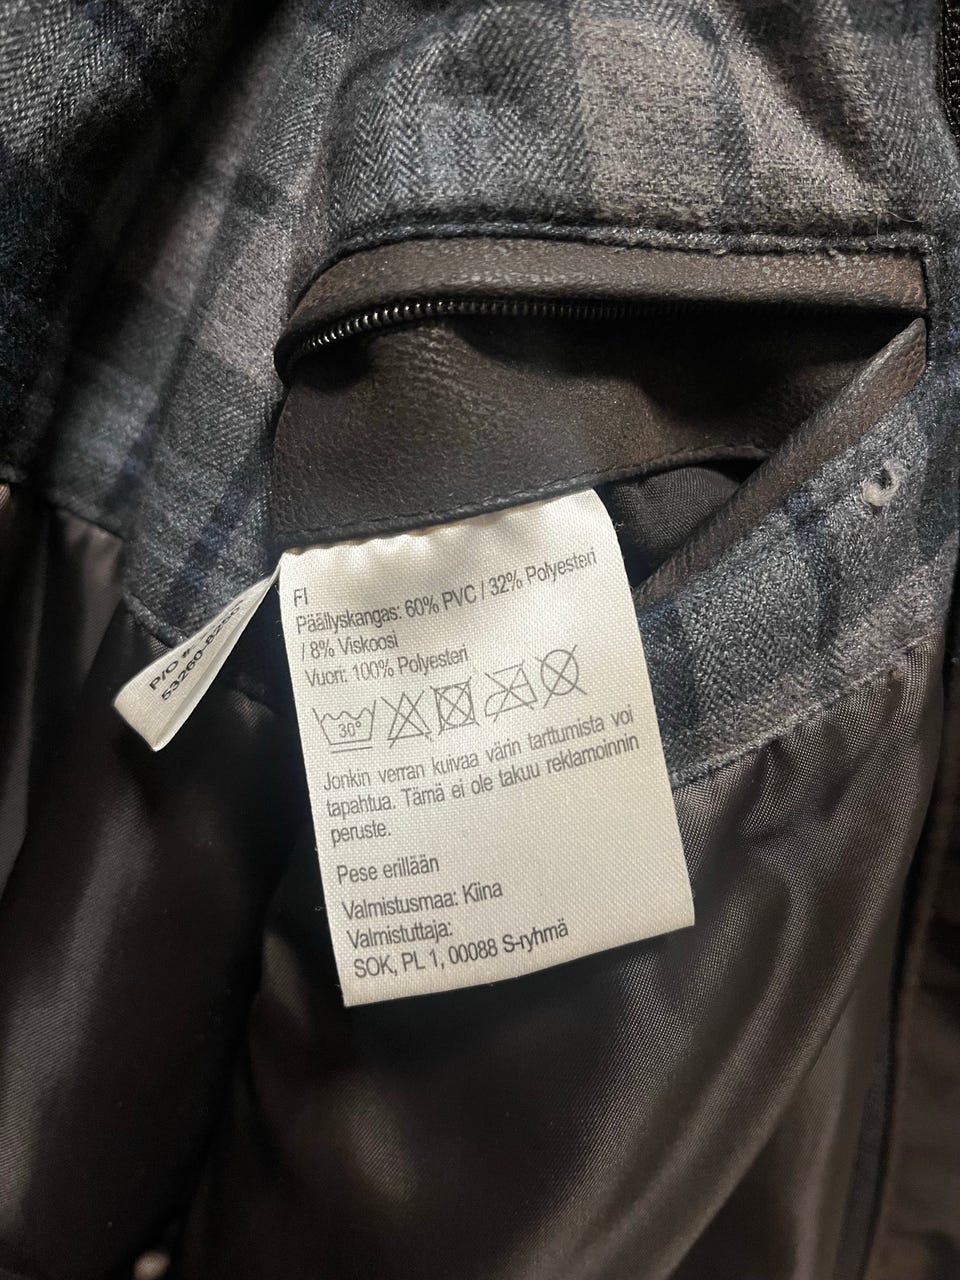 FI
Päällyskangas: 60% PVC / 32% Polyesteri
/ 8% Viskoosi
Vuori: 100% Polyesteri
30°
Jonkin verran kuivaa värin tarttumista voi
tapahtua. Tämä ei ole takuu reklamoinnin
peruste.
Pese erillään
Valmistusmaa: Kiina
Valmistuttaja:
SOK, PL 1, 00088 S-ryhmä
P/O #